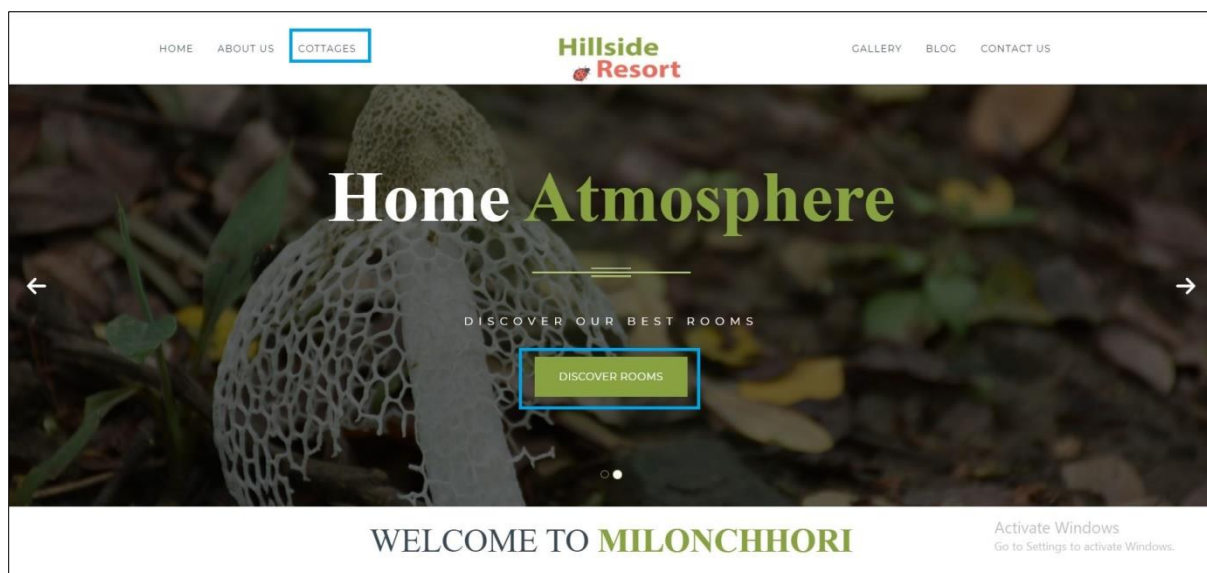 HOME ABOUT US COTTAGES
Hillside
Resort
GALLERY BLOG CONTACT US
Home Atmosphere
DISCOVER OUR BEST ROOMS
DISCOVER ROOMS
WELCOME TO MILONCHHORI
Activate Windows
Go to Settings to activate Windows.